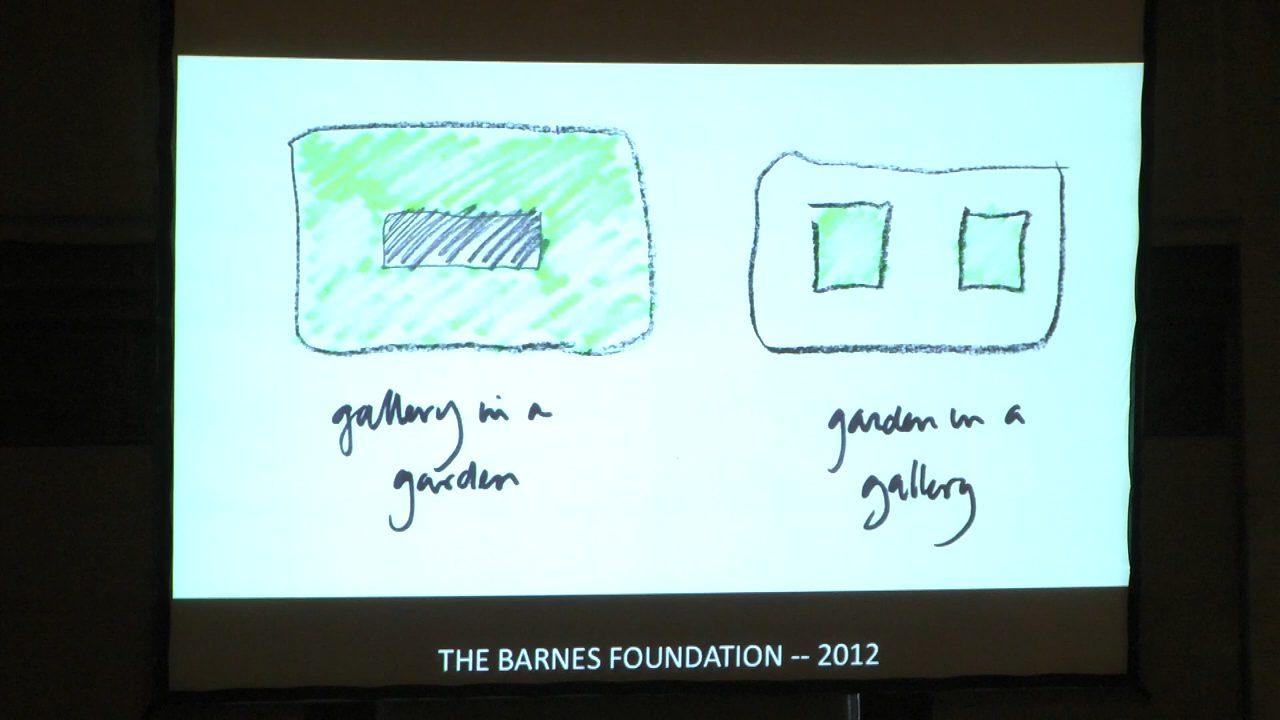 gallery in a
garden
garden in a
gallery
THE BARNES FOUNDATION -- 2012